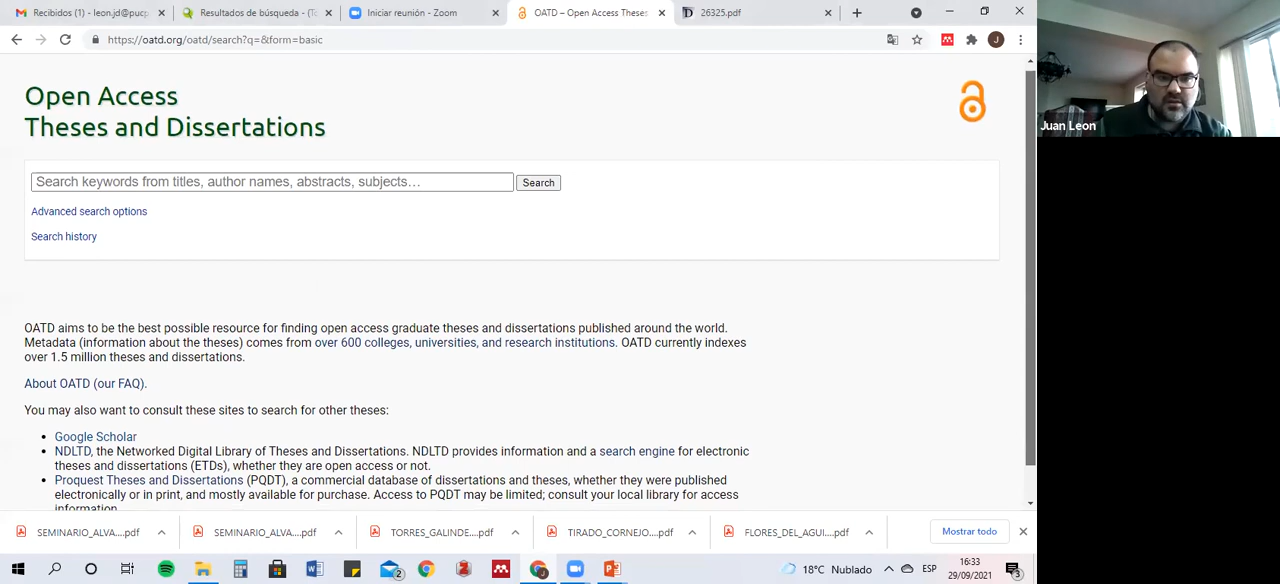 Recibidos (1) - leon.jd@pucp
Resultados de búsqueda - (To
Iniciar reunión - Zoom
OATD – Open Access Theses
26325.pdf
https://oatd.org/oatd/search?q=&form=basic
J
Open Access
Theses and Dissertations
Juan Leon
Search keywords from titles, author names, abstracts, subjects…
Search
Advanced search options
Search history
OATD aims to be the best possible resource for finding open access graduate theses and dissertations published around the world.
Metadata (information about the theses) comes from over 600 colleges, universities, and research institutions. OATD currently indexes
over 1.5 million theses and dissertations.
About OATD (our FAQ).
You may also want to consult these sites to search for other theses:
Google Scholar
NDLTD, the Networked Digital Library of Theses and Dissertations. NDLTD provides information and a search engine for electronic
theses and dissertations (ETDs), whether they are open access or not.
Proquest Theses and Dissertations (PQDT), a commercial database of dissertations and theses, whether they were published
electronically or in print, and mostly available for purchase. Access to PQDT may be limited; consult your local library for access
information.
SEMINARIO_ALVA....pdf
SEMINARIO_ALVA....pdf
TORRES_GALINDE....pdf
TIRADO_CORNEJO....pdf
FLORES_DEL_AGUI....pdf
Mostrar todo
2
18°C Nublado
ESP
16:33
29/09/2021
3